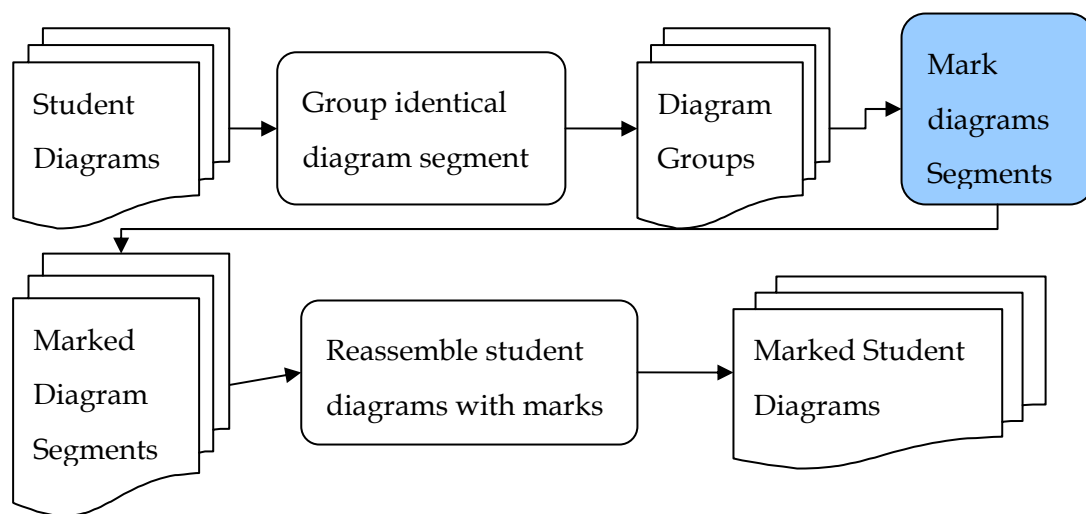 Student
Diagrams
Group identical
diagram segment
Diagram
Groups
Mark
diagrams
Segments
Marked
Diagram
Segments
Reassemble student
diagrams with marks
Marked Student
Diagrams